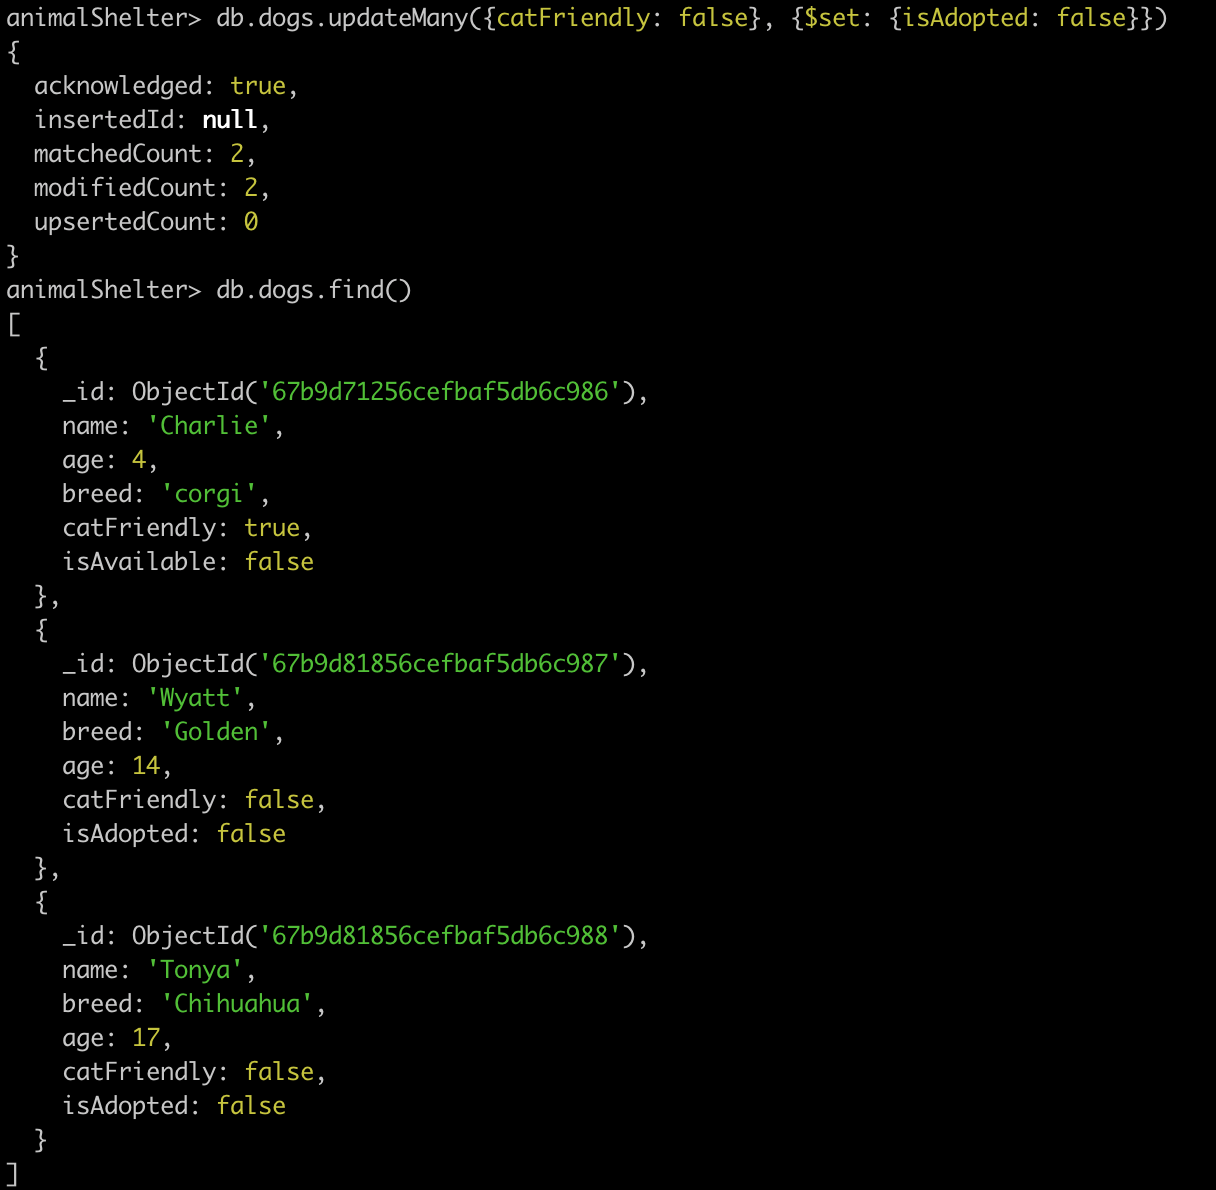 animalShelter> db.dogs.updateMany({catFriendly: false}, {$set: {isAdopted: false}})
{
  acknowledged: true,
  insertedId: null,
  matchedCount: 2,
  modifiedCount: 2,
  upsertedCount: 0
}
animalShelter> db.dogs.find()
[
  {
    _id: ObjectId('67b9d71256cefbaf5db6c986'),
    name: 'Charlie',
    age: 4,
    breed: 'corgi',
    catFriendly: true,
    isAvailable: false
  },
  {
    _id: ObjectId('67b9d81856cefbaf5db6c987'),
    name: 'Wyatt',
    breed: 'Golden',
    age: 14,
    catFriendly: false,
    isAdopted: false
  },
  {
    _id: ObjectId('67b9d81856cefbaf5db6c988'),
    name: 'Tonya',
    breed: 'Chihuahua',
    age: 17,
    catFriendly: false,
    isAdopted: false
  }
]